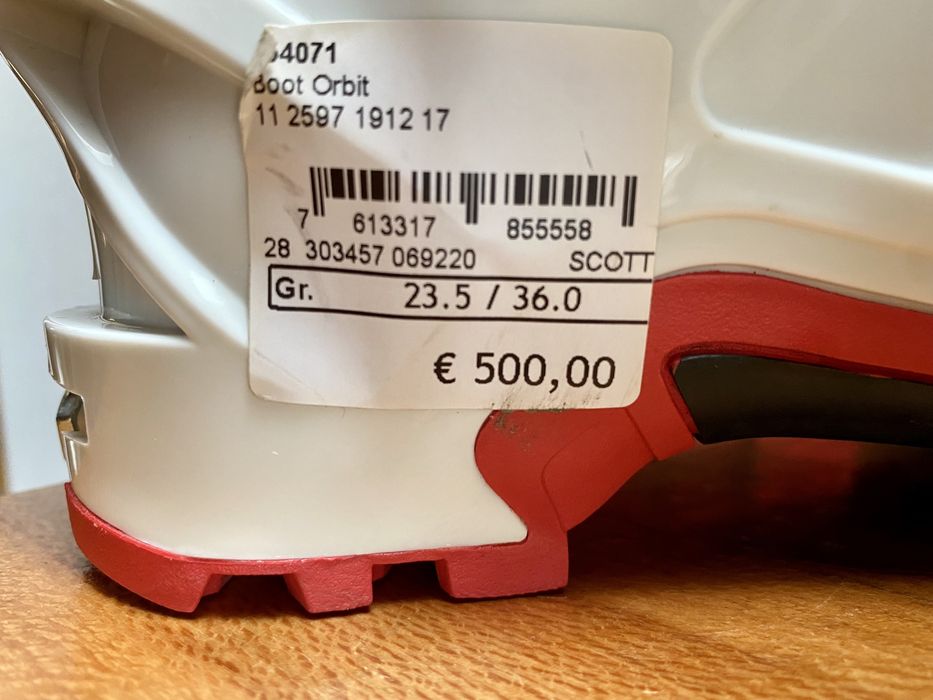 4071
Boot Orbit
11 2597 1912 17
7 613317 855558
28 303457 069220 SCOTT
Gr. 23.5 / 36.0
€ 500,00